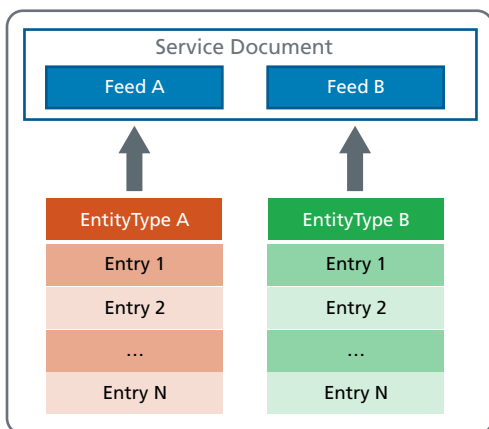 Service Document
Feed A
Feed B
EntityType A
Entry 1
Entry 2
...
Entry N
EntityType B
Entry 1
Entry 2
...
Entry N